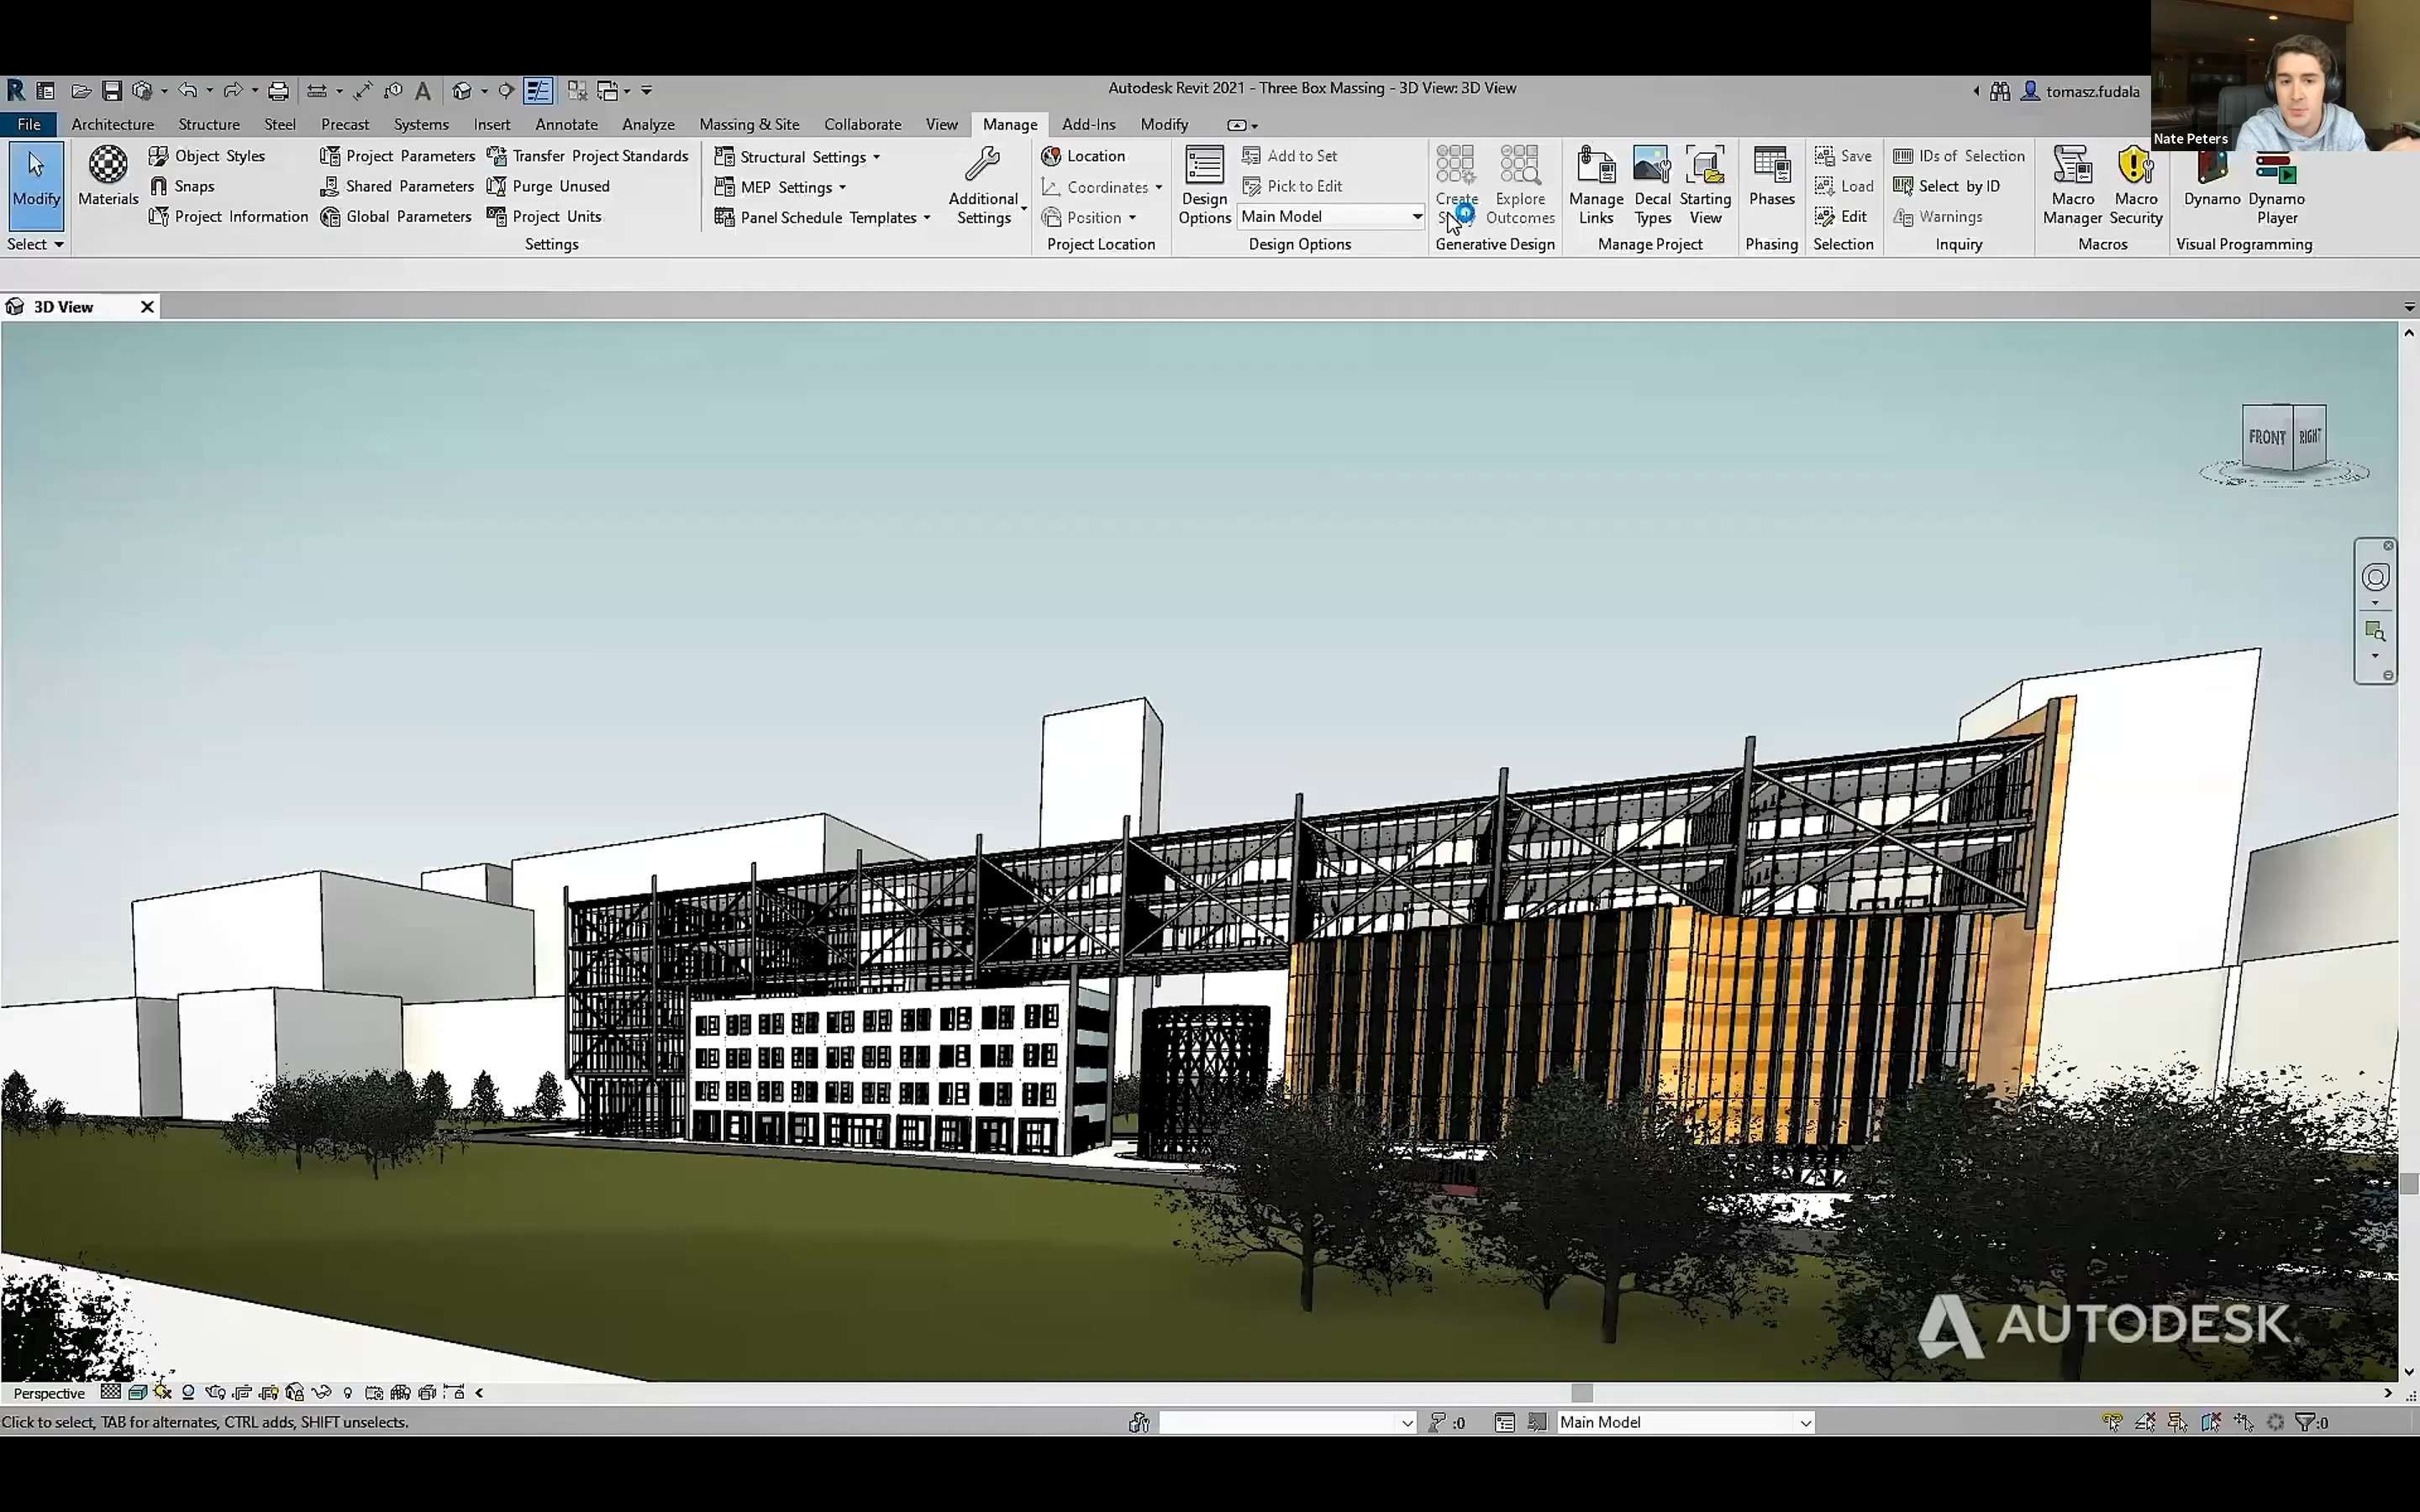 Autodesk Revit 2021 - Three Box Massing - 3D View: 3D View
tomasz.fudala
Nate Peters
File Architecture Structure Steel Precast Systems Insert Annotate Analyze Massing & Site Collaborate View Manage Add-Ins Modify
Modify
Select
Materials
Object Styles
Snaps
Project Information
Project Parameters
Shared Parameters
Global Parameters
Transfer Project Standards
Purge Unused
Project Units
Settings
Structural Settings
MEP Settings
Panel Schedule Templates
Additional
Settings
Location
Coordinates
Position
Project Location
Design
Options
Add to Set
Pick to Edit
Main Model
Design Options
Create
Explore
Outcomes
Generative Design
Manage
Links
Decal
Types
Starting
View
Manage Project
Phases
Phasing
Save
Load
Edit
Selection
IDs of Selection
Select by ID
Warnings
Inquiry
Macro
Manager
Macro
Security
Macros
Dynamo
Dynamo
Player
Visual Programming
3D View
FRONT
RIGHT
AUTODESK
Perspective
Click to select, TAB for alternates, CTRL adds, SHIFT unselects.
:0
Main Model
:0